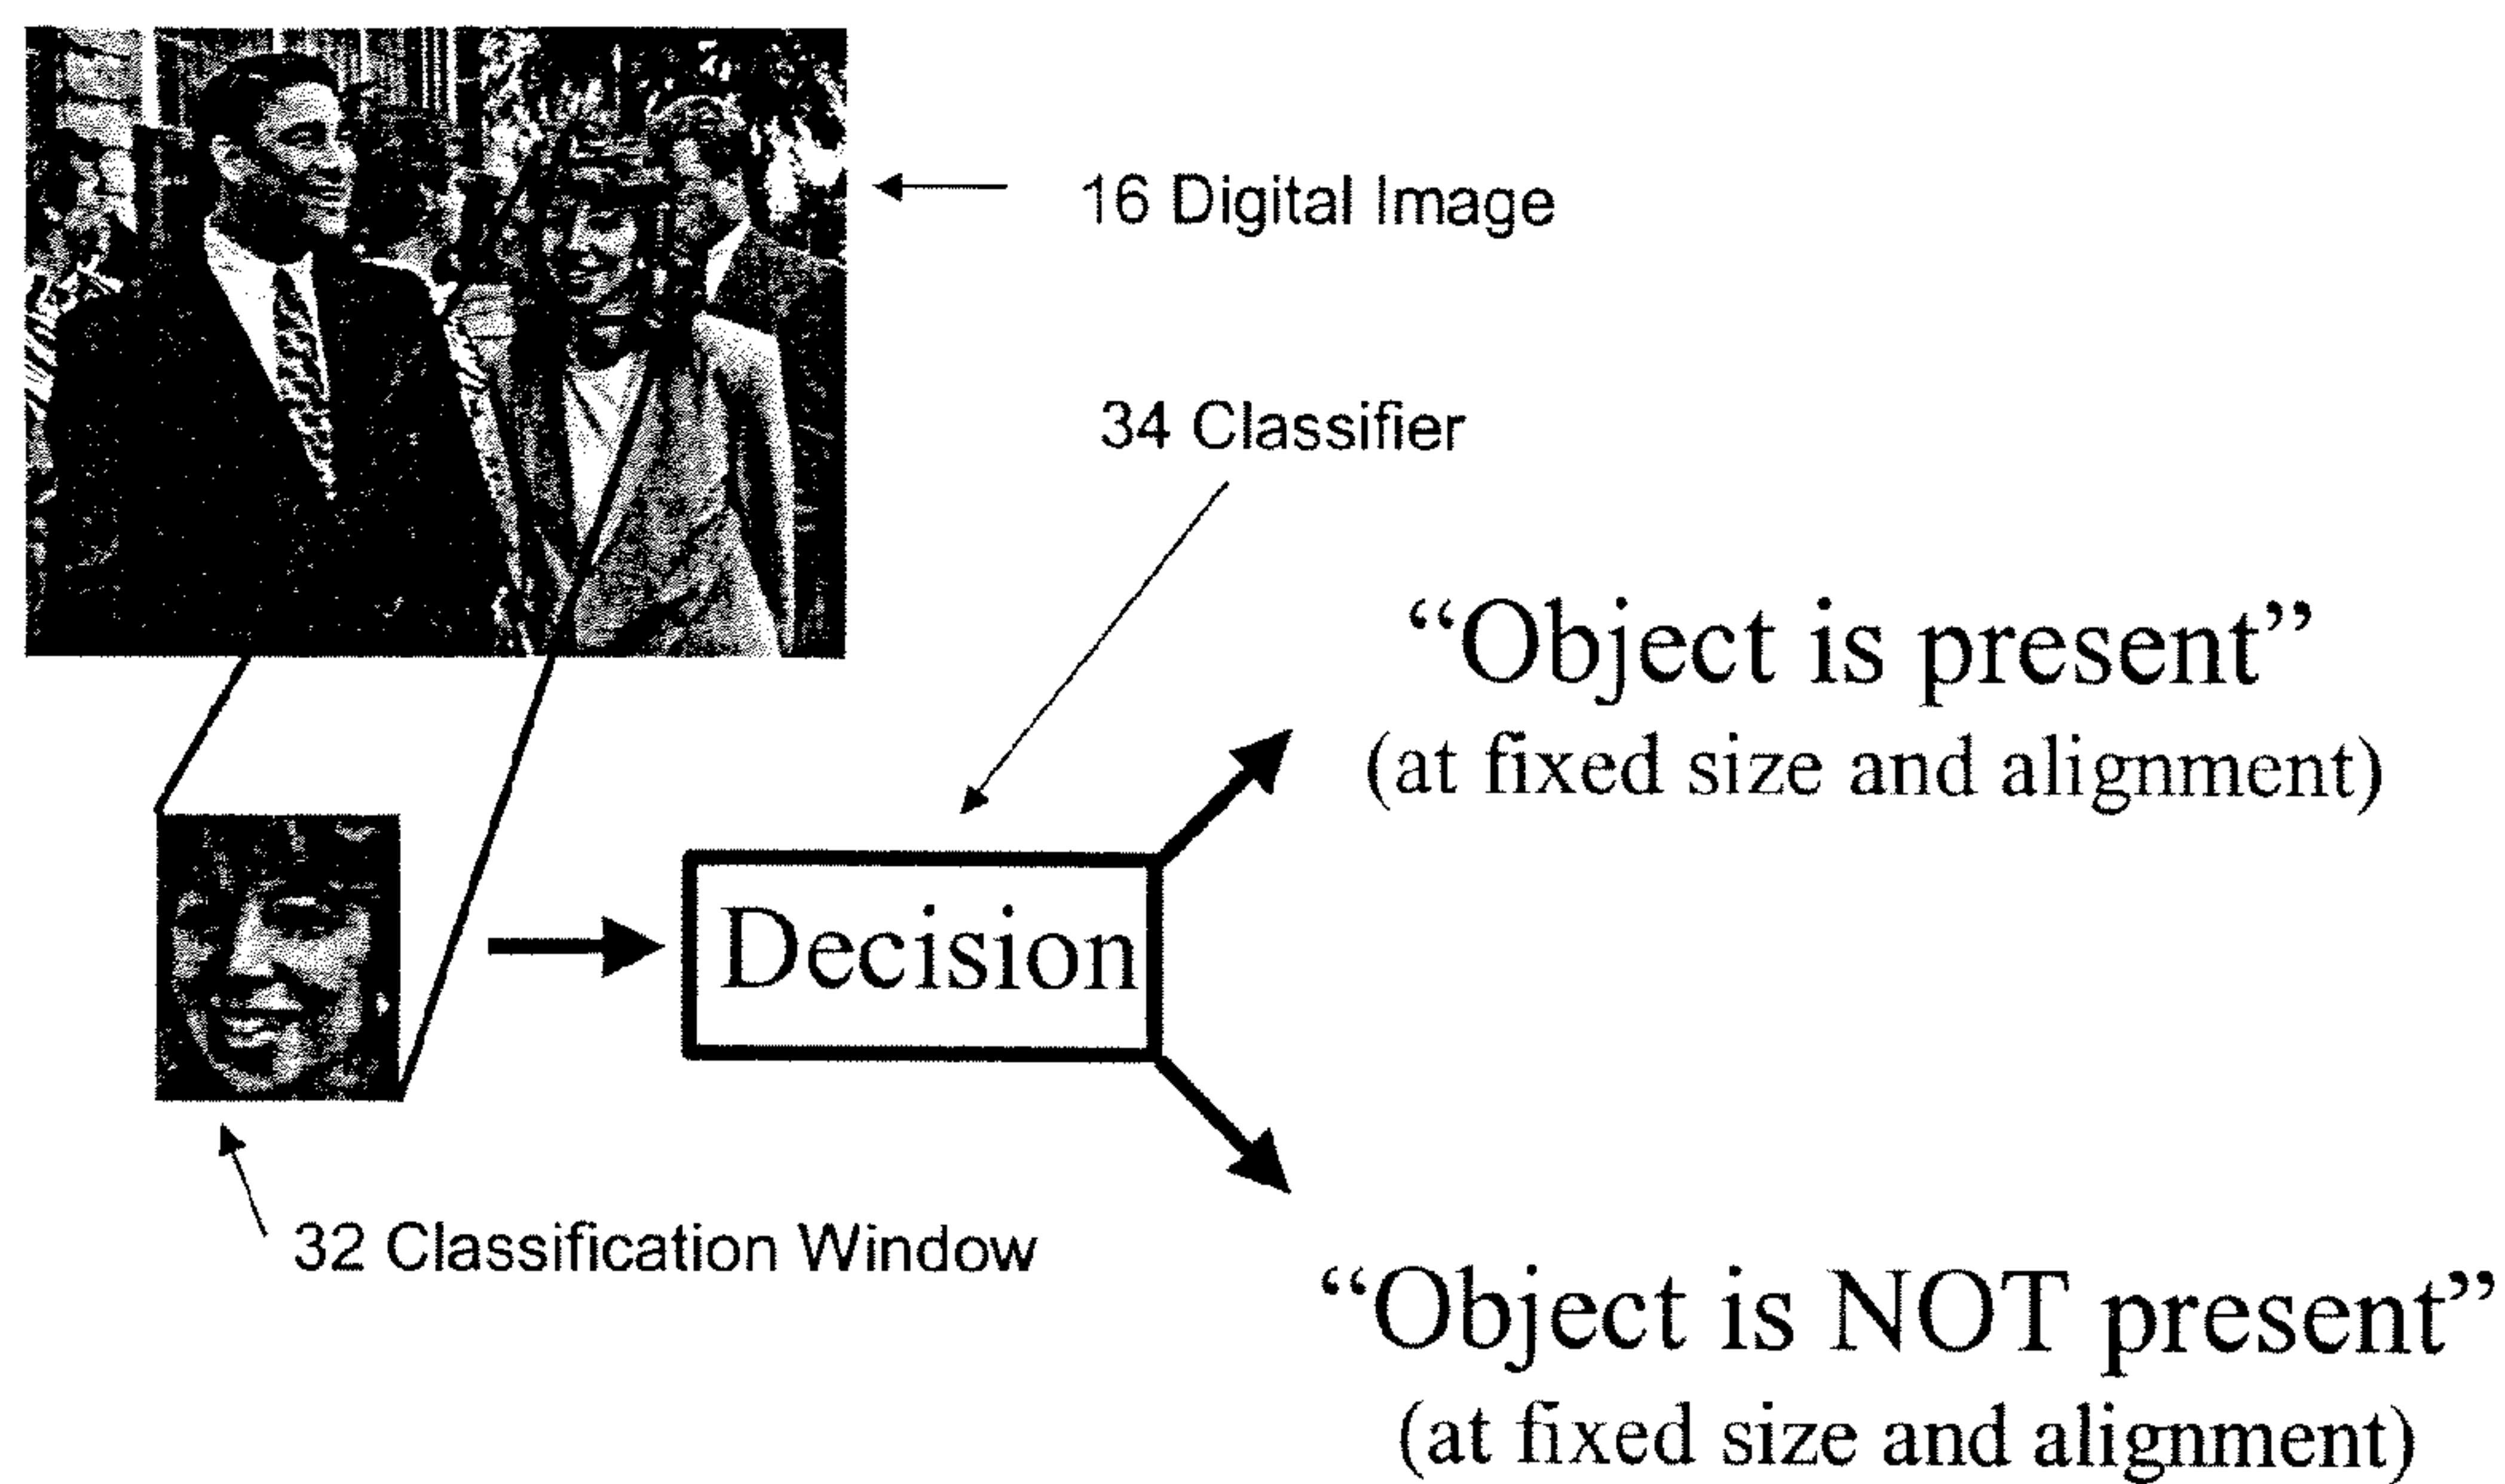 16 Digital Image
34 Classifier
“Object is present”
(at fixed size and alignment)
Decision
32 Classification Window
“Object is NOT present”
(at fixed size and alignment)